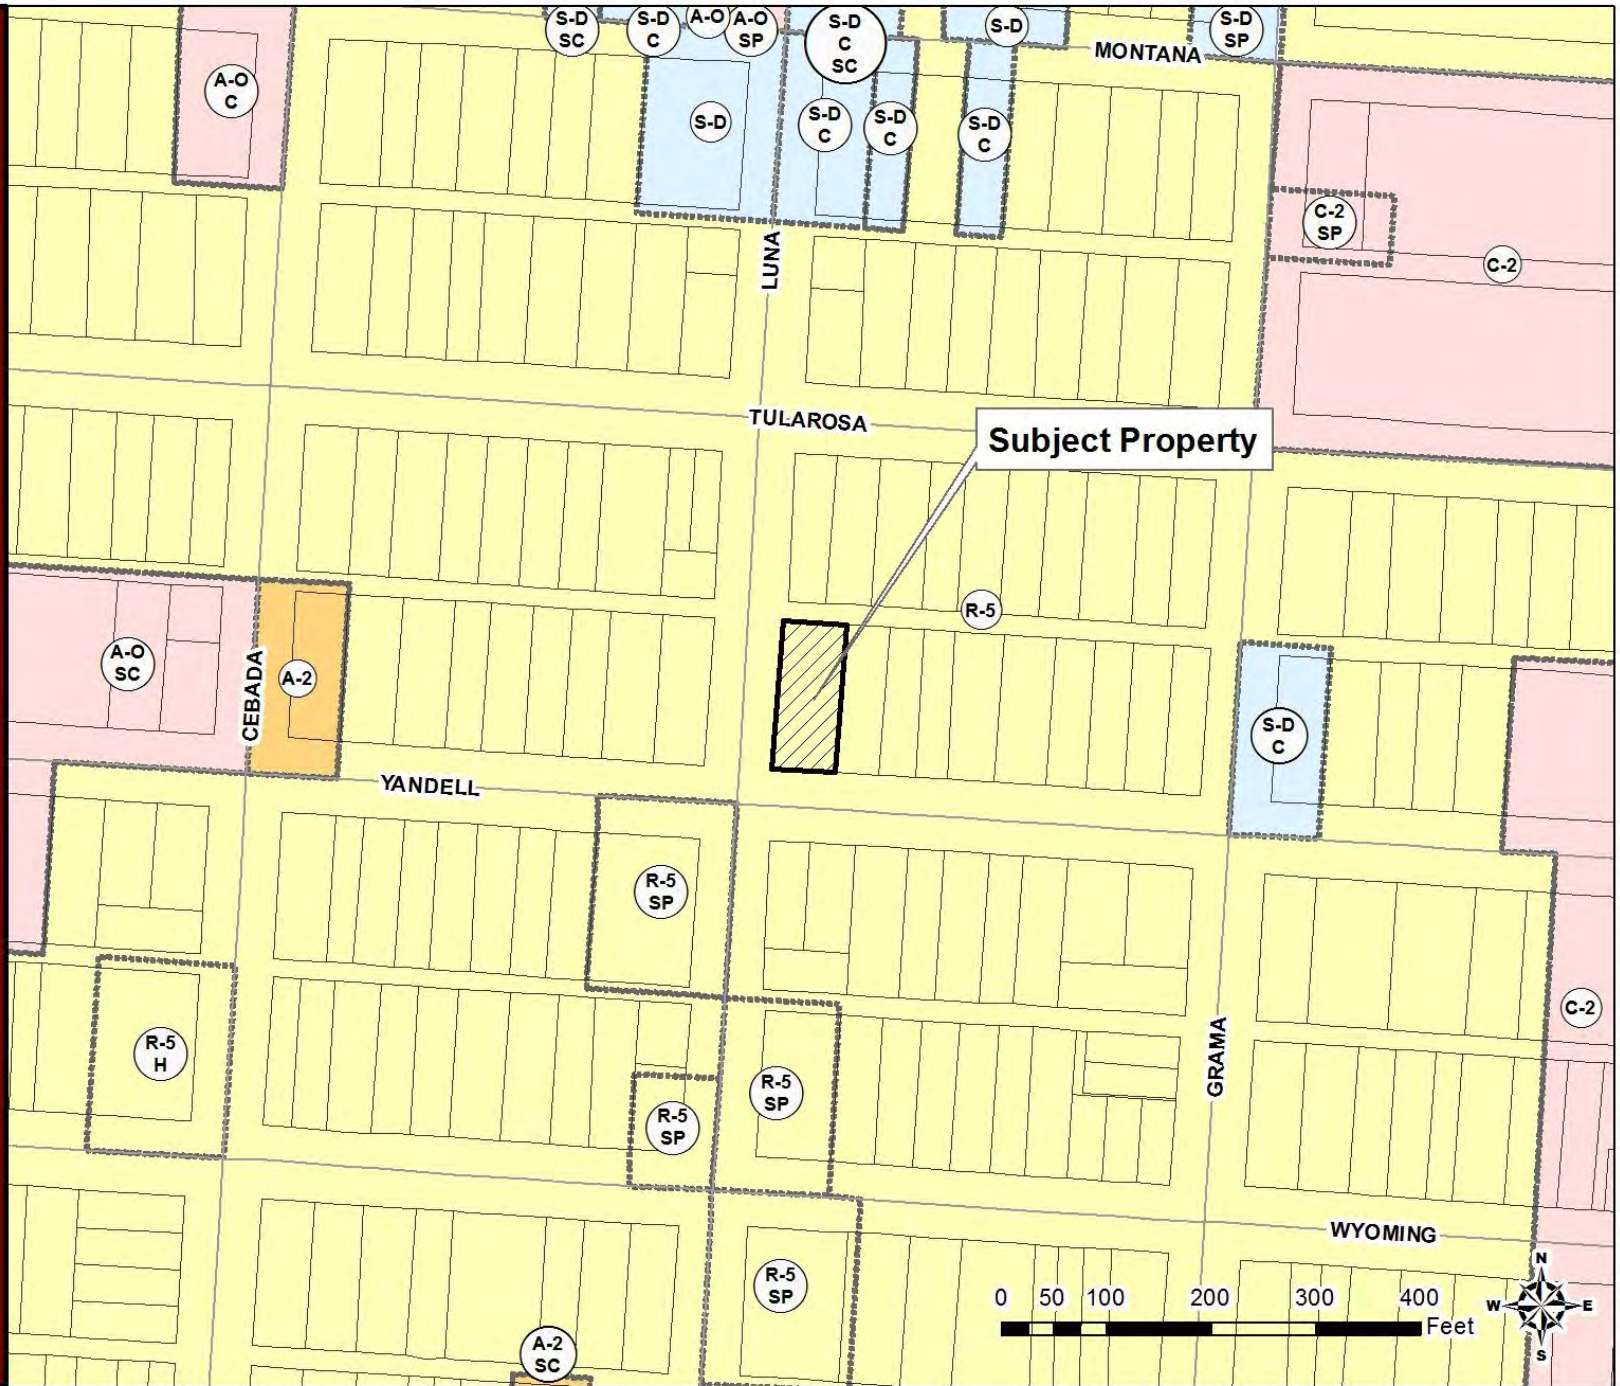 S-D
SC
S-D
C
A-O
A-O
SP
S-D
C
SC
S-D
S-D
SP
MONTANA
A-O
C
S-D
S-D
C
S-D
C
S-D
C
C-2
SP
C-2
LUNA
TULAROSA
Subject Property
R-5
A-O
SC
CEBADA
A-2
S-D
C
YANDELL
R-5
SP
R-5
H
R-5
SP
R-5
SP
GRAMA
C-2
WYOMING
R-5
SP
A-2
SC
0 50 100 200 300 400
Feet
N
W E
S